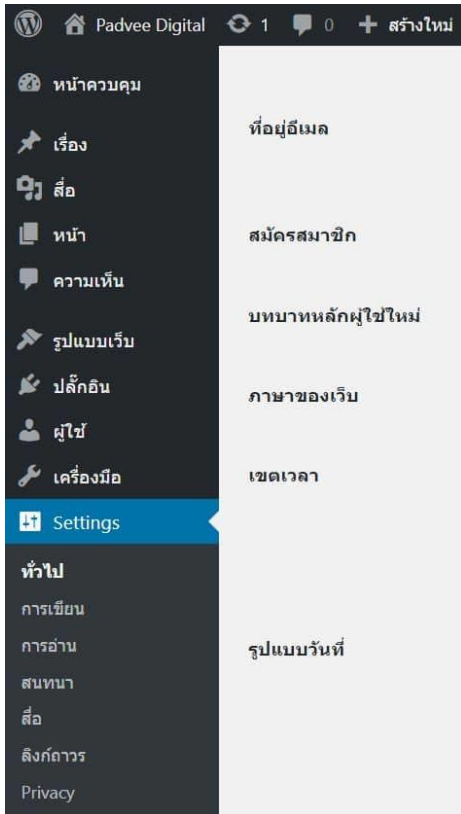 Padvee Digital 1 0 + สร้างใหม่
หน้าควบคุม
เรื่อง
สื่อ
หน้า
ความเห็น
รูปแบบเว็บ
ปลั๊กอิน
ผู้ใช้
เครื่องมือ
Settings
ทั่วไป
การเขียน
การอ่าน
สนทนา
สื่อ
ลิงก์ถาวร
Privacy
ที่อยู่อีเมล
สมัครสมาชิก
บทบาทหลักผู้ใช้ใหม่
ภาษาของเว็บ
เขตเวลา
รูปแบบวันที่